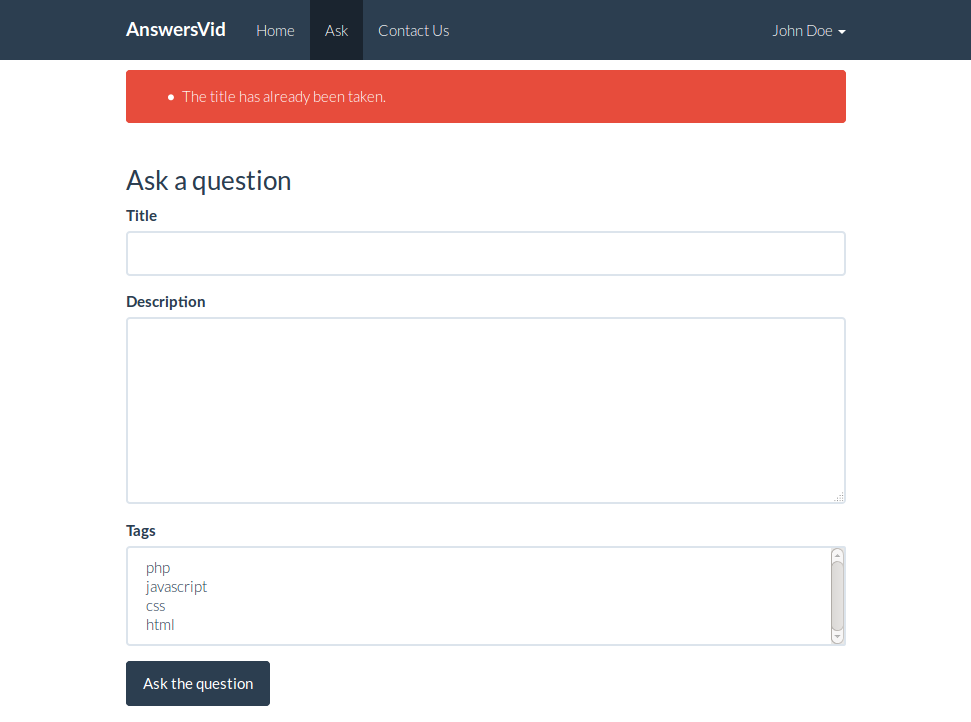 AnswersVid Home Ask Contact Us John Doe
The title has already been taken.
Ask a question
Title
Description
Tags
php
javascript
css
html
Ask the question